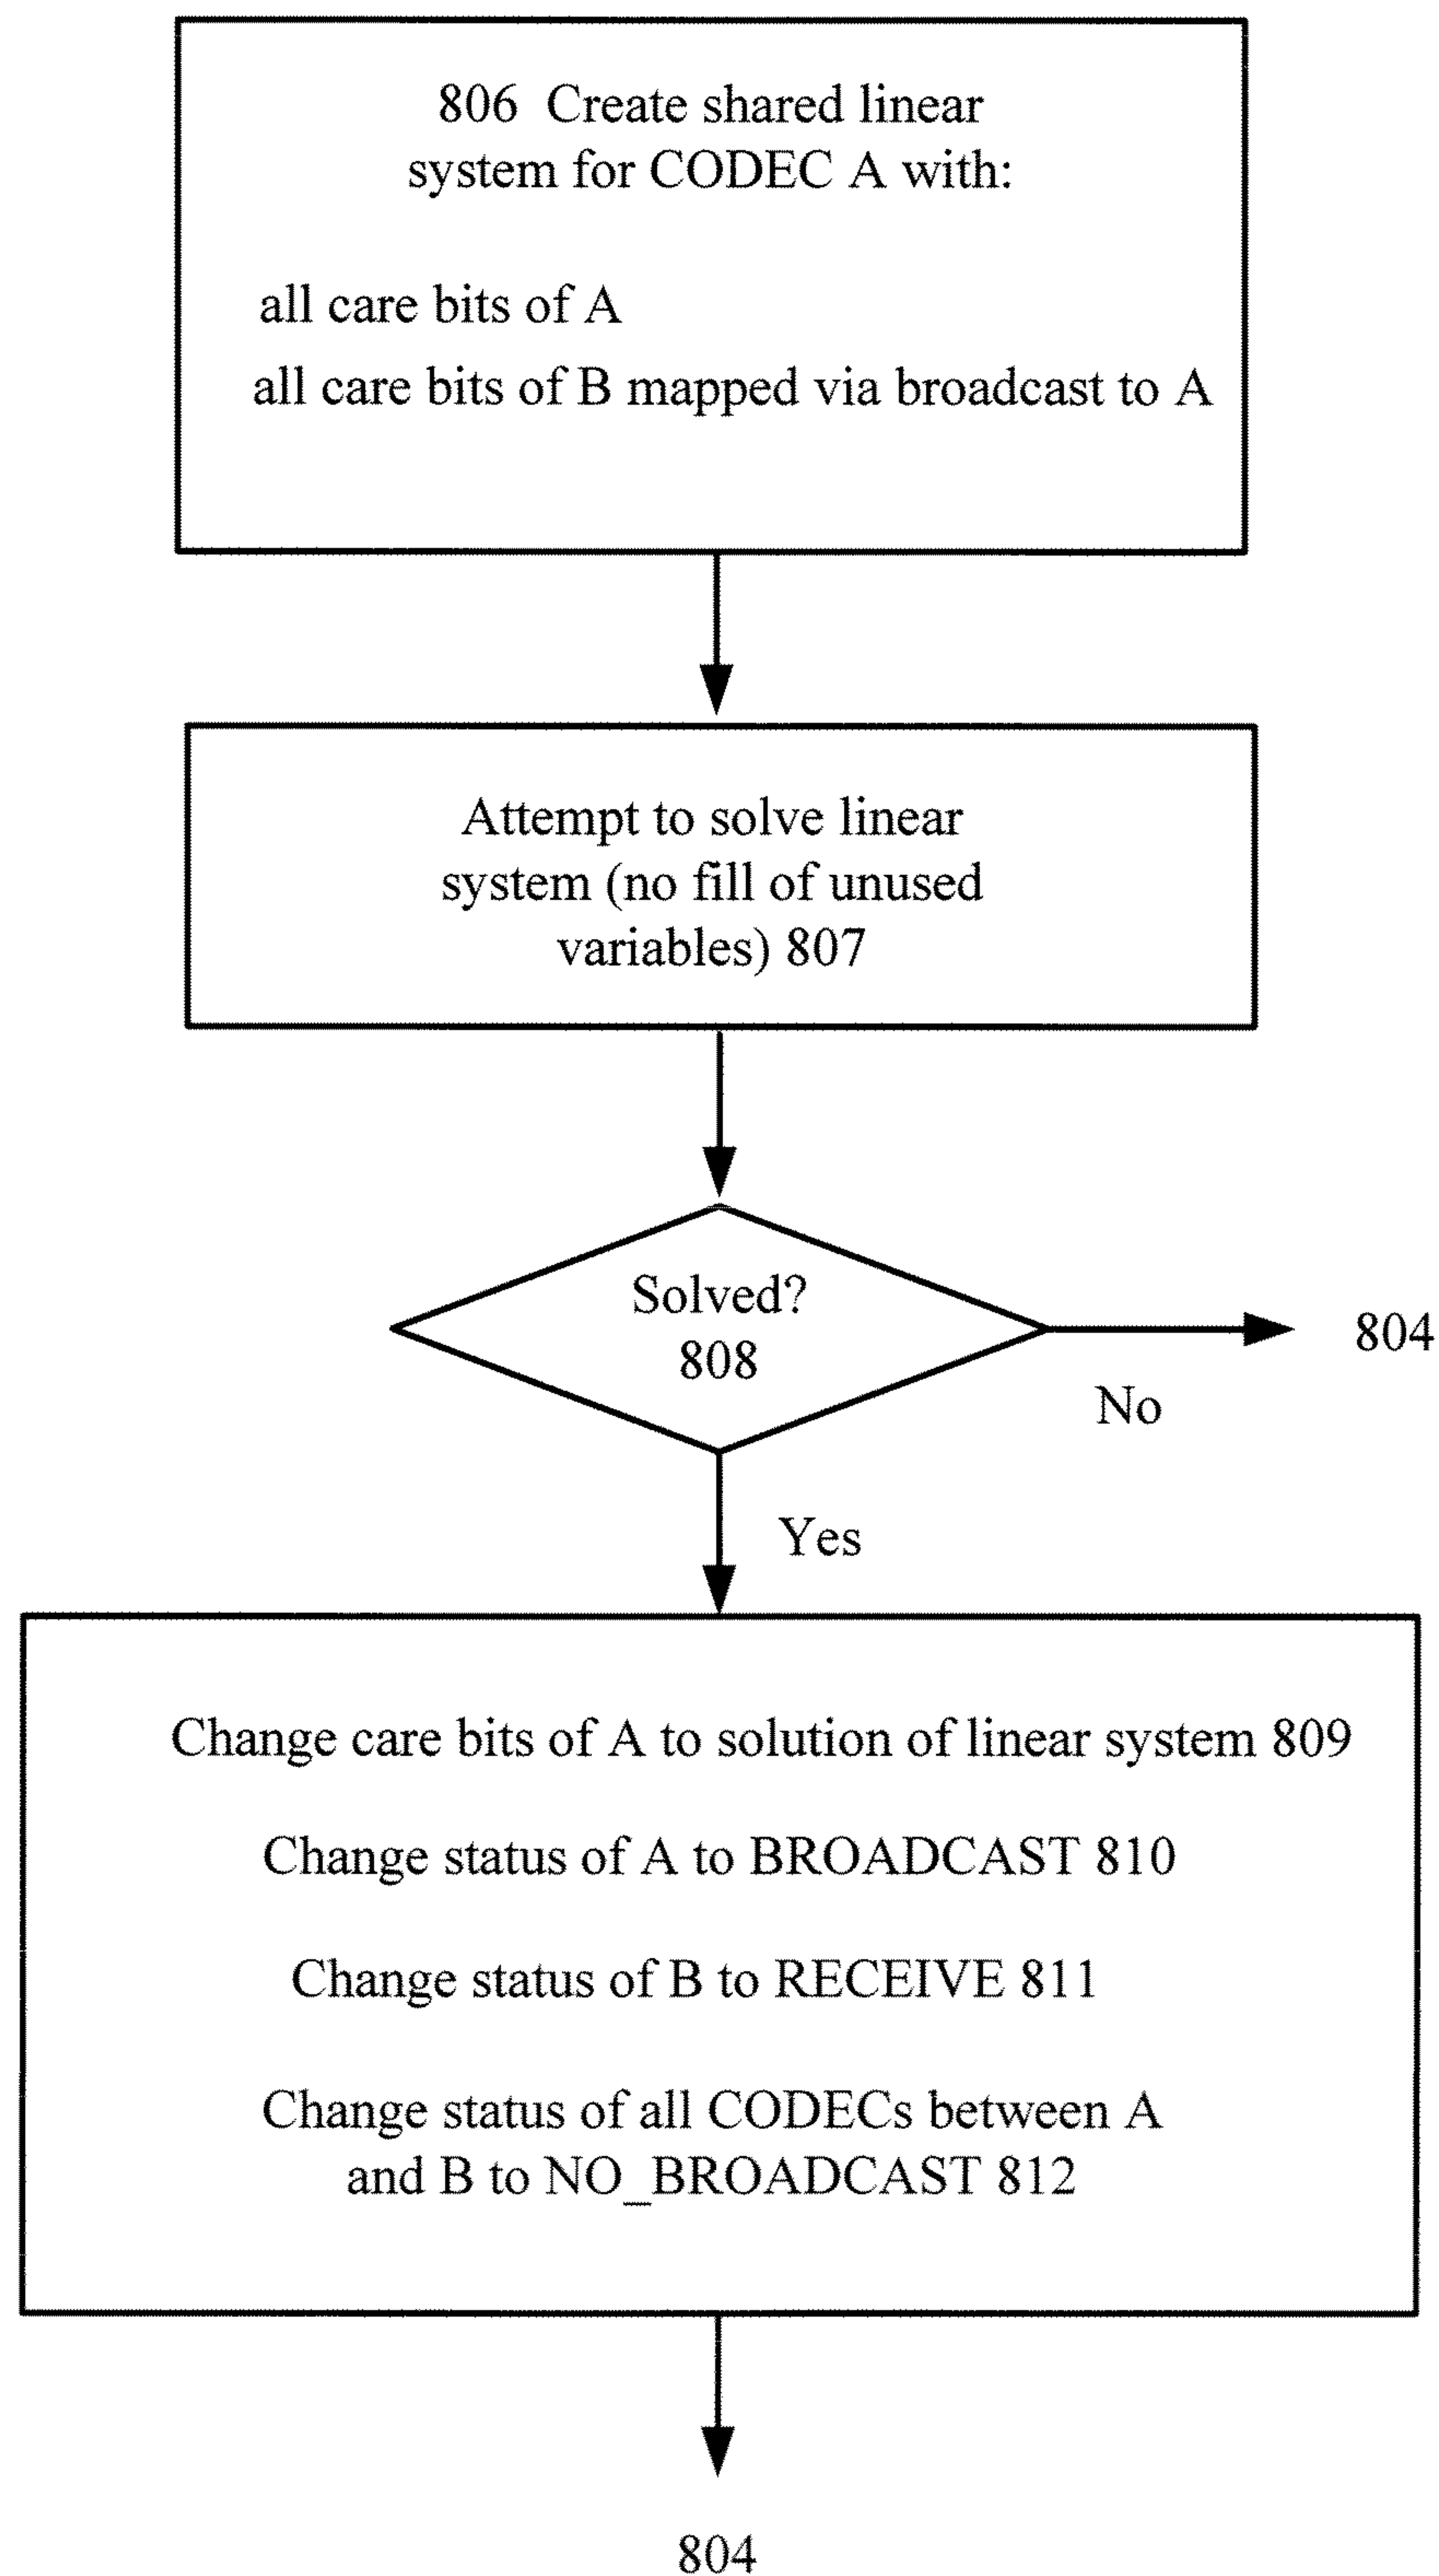 806 Create shared linear
system for CODEC A with:
all care bits of A
all care bits of B mapped via broadcast to A
Attempt to solve linear
system (no fill of unused
variables) 807
Solved?
808
804
No
Yes
Change care bits of A to solution of linear system 809
Change status of A to BROADCAST 810
Change status of B to RECEIVE 811
Change status of all CODECs between A
and B to NO_BROADCAST 812
804